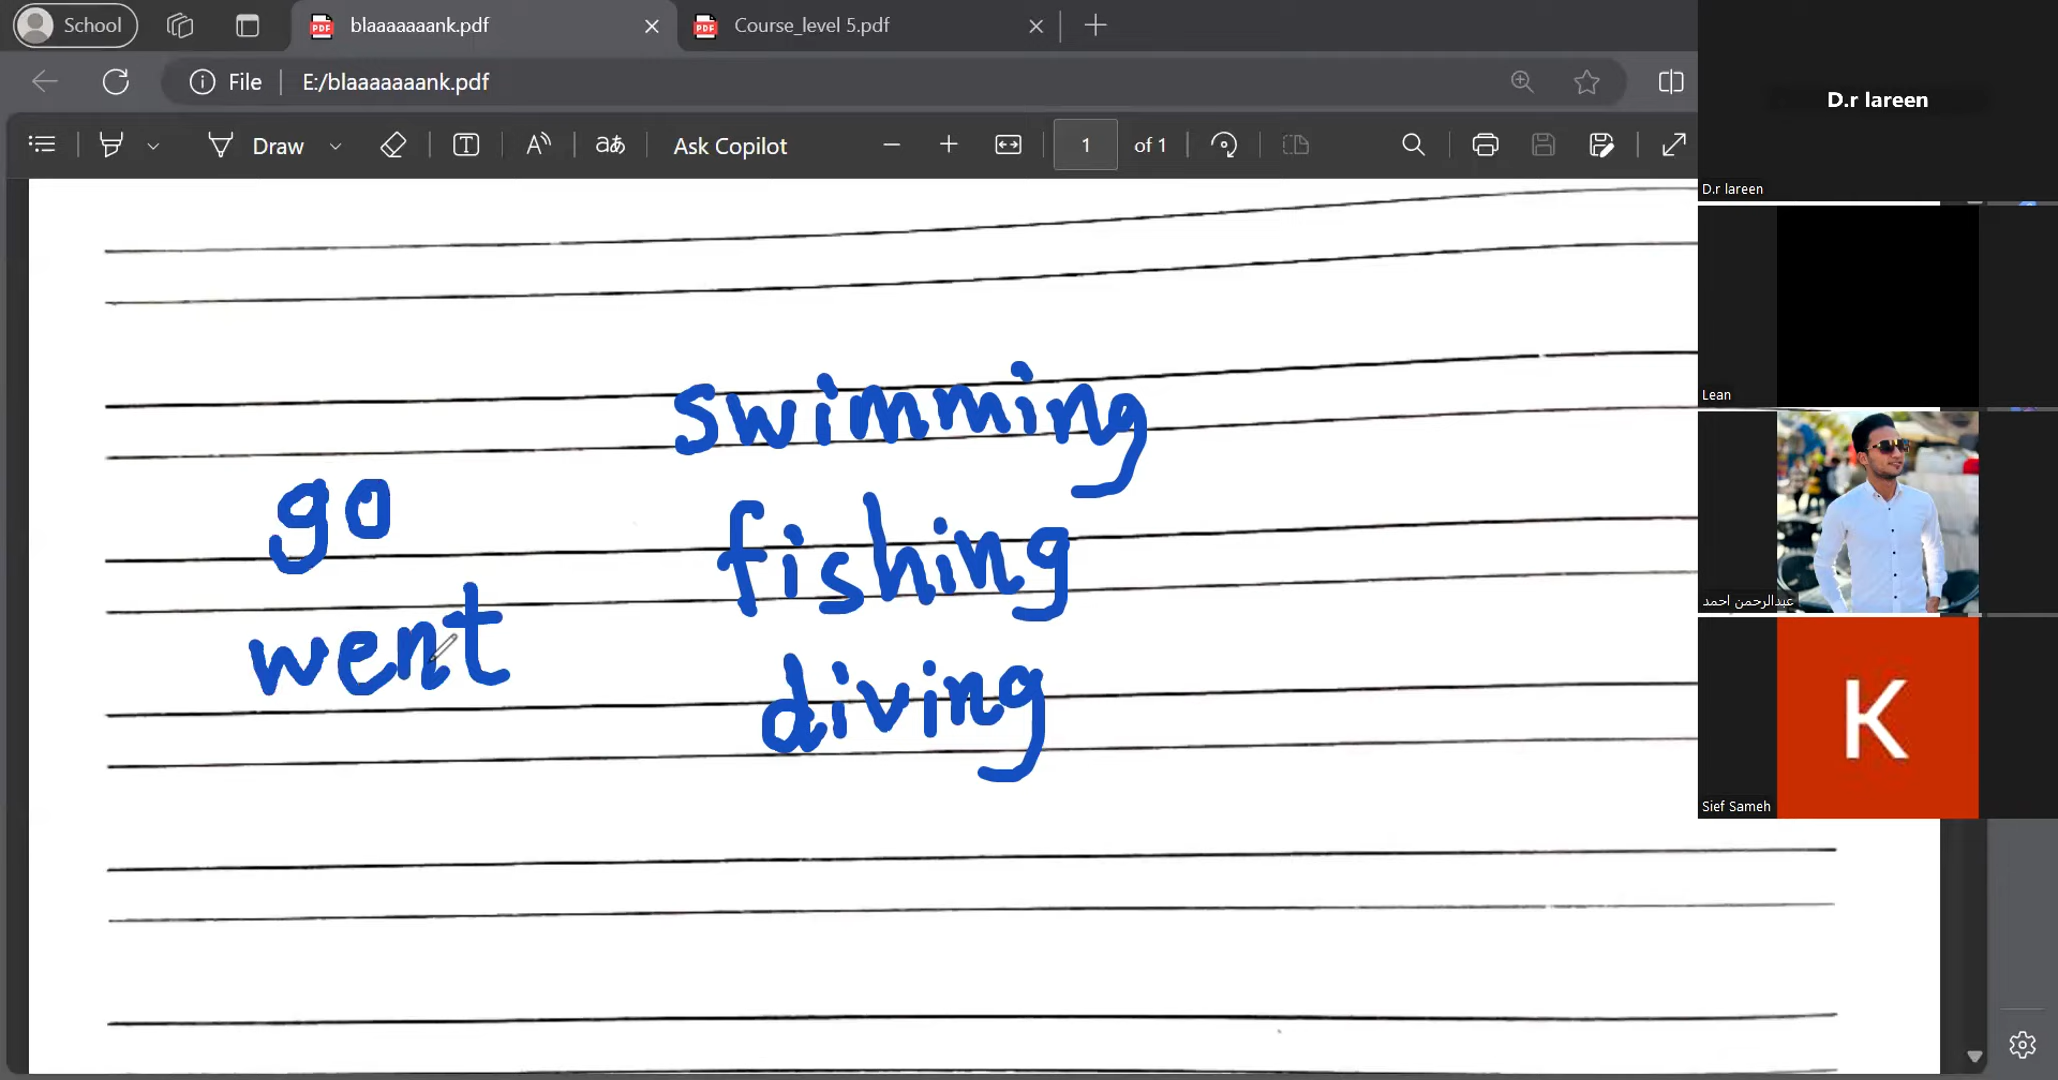 School
blaaaaaaank.pdf
Course_level 5.pdf
File
E:/blaaaaaaank.pdf
Draw
Ask Copilot
1
of 1
D.r lareen
D.r lareen
Lean
عبدالرحمن احمد
K
Sief Sameh
swimming
go
fishing
went
diving